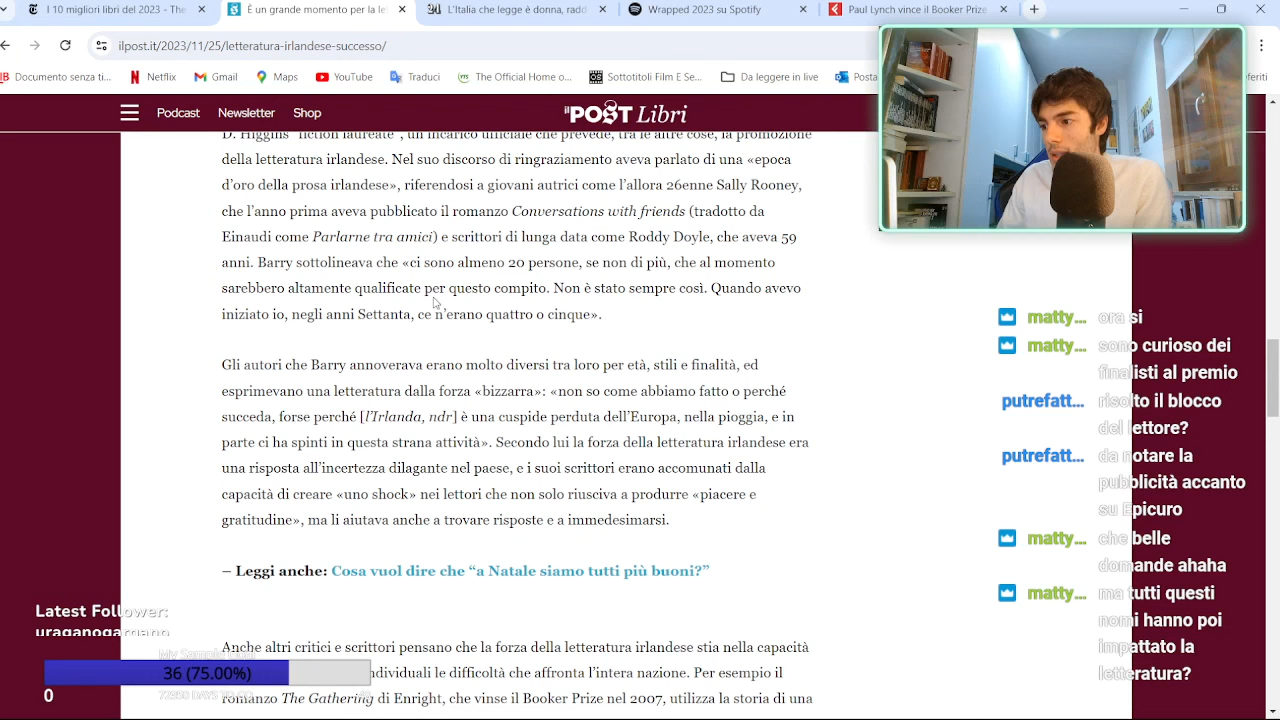 I 10 migliori libri del 2023 - The
È un grande momento per la le
L'Italia che legge è donna, radd
Wrapped 2023 su Spotify
Paul Lynch vince il Booker Prize
ilpost.it/2023/11/25/letteratura-irlandese-successo/
Documento senza ti...
Netflix
Gmail
Maps
YouTube
Traduci
The Official Home o...
Sottotitoli Film E Se...
Da leggere in live
Posta
Podcast
Newsletter
Shop
il POST Libri
D. Higgins "fiction laureate", un incarico ufficiale che prevede, tra le altre cose, la promozione
della letteratura irlandese. Nel suo discorso di ringraziamento aveva parlato di una «epoca
d'oro della prosa irlandese», riferendosi a giovani autrici come l'allora 26enne Sally Rooney,
che l'anno prima aveva pubblicato il romanzo Conversations with friends (tradotto da
Einaudi come Parlarne tra amici) e scrittori di lunga data come Roddy Doyle, che aveva 59
anni. Barry sottolineava che «ci sono almeno 20 persone, se non di più, che al momento
sarebbero altamente qualificate per questo compito. Non è stato sempre così. Quando avevo
iniziato io, negli anni Settanta, ce n'erano quattro o cinque».
Gli autori che Barry annoverava erano molto diversi tra loro per età, stili e finalità, ed
esprimevano una letteratura dalla forza «bizzarra»: «non so come abbiamo fatto o perché
succeda, forse perché [l'Irlanda, ndr] è una cuspide perduta dell'Europa, nella pioggia, e in
parte ci ha spinti in questa strana attività». Secondo lui la forza della letteratura irlandese era
una risposta all'incertezza dilagante nel paese, e i suoi scrittori erano accomunati dalla
capacità di creare «uno shock» nei lettori che non solo riusciva a produrre «piacere e
gratitudine», ma li aiutava anche a trovare risposte e a immedesimarsi.
– Leggi anche: Cosa vuol dire che "a Natale siamo tutti più buoni?"
Anche altri critici e scrittori pensano che la forza della letteratura irlandese stia nella capacità
individua le difficoltà che affronta l'intera nazione. Per esempio il
romanzo The Gathering di Enright, che vinse il Booker Prize nel 2007, utilizza la storia di una
matty... ora si
matty... sono curioso dei
finalisti al premio
putrefatt... risolto il blocco
del lettore?
putrefatt... da notare la
pubblicità accanto
su Epicuro
matty... che belle
domande ahaha
matty... ma tutti questi
nomi hanno poi
impattato la
letteratura?
Latest Follower:
36 (75.00%)
0